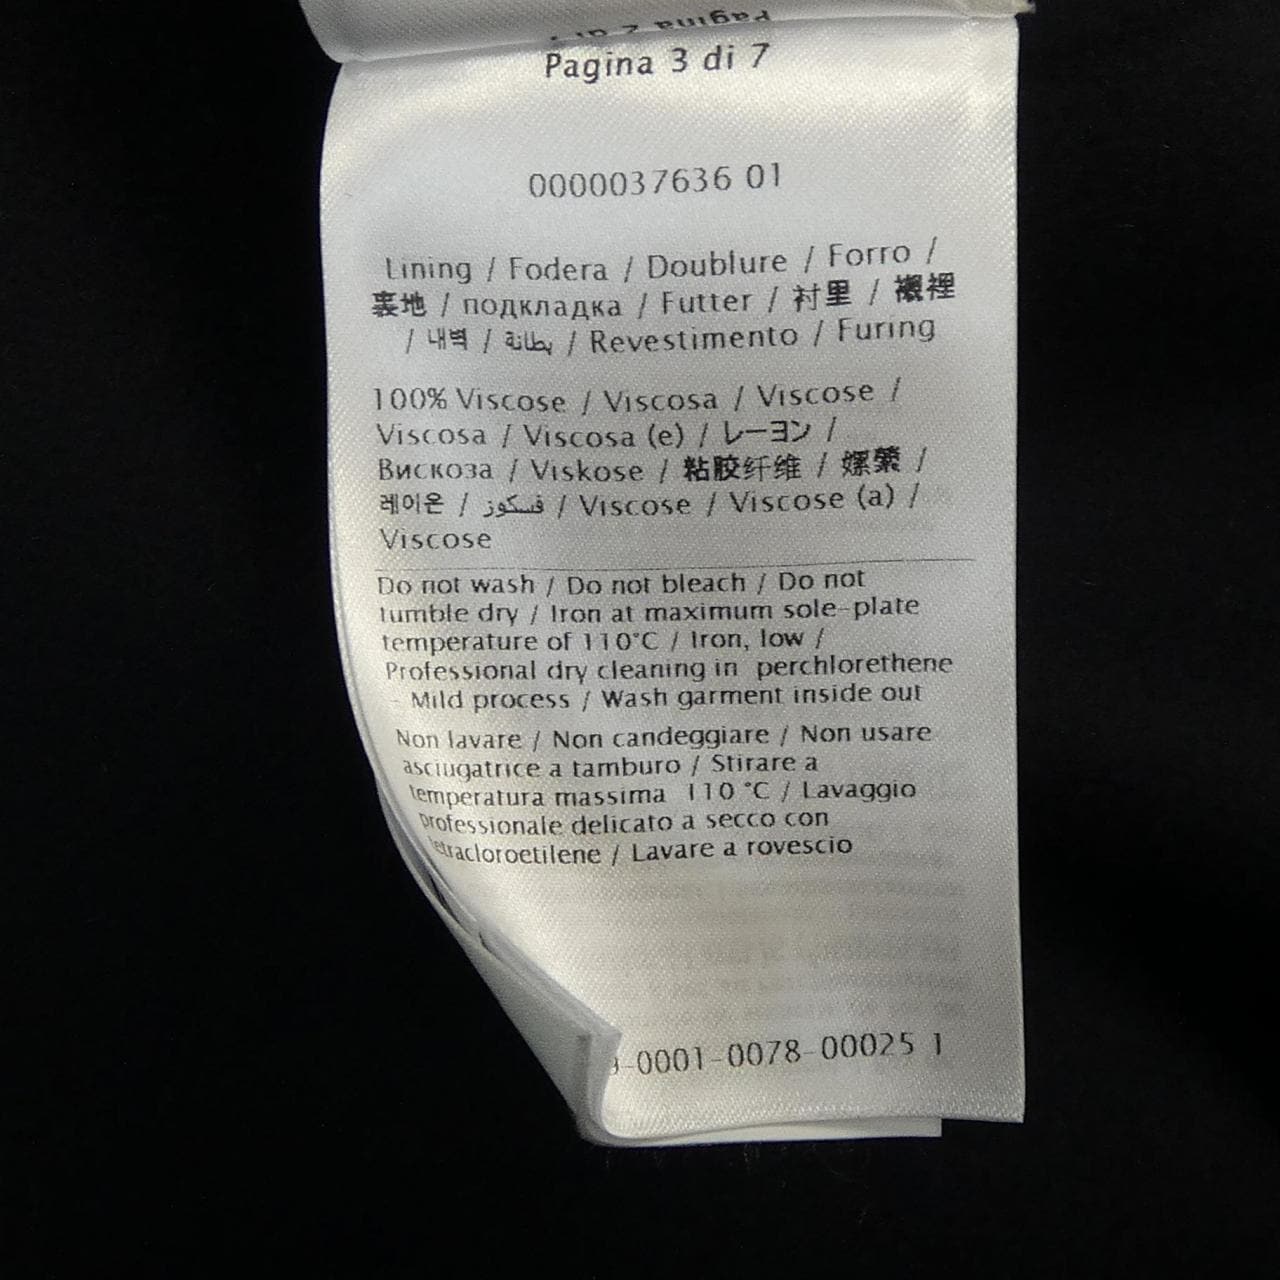 Pagina 2 di 7
Pagina 3 di 7
0000037636 01
Lining / Fodera / Doublure / Forro /
裏地 / подкладка / Futter / 衬里 / 襯裡
/ 내벽 / بطانة / Revestimento / Furing
100% Viscose / Viscosa / Viscose /
Viscosa / Viscosa (e) / レーヨン /
Вискоза / Viskose / 粘胶纤维 / 嫘縈 /
레이온 / فسكوز / Viscose / Viscose (a) /
Viscose
Do not wash / Do not bleach / Do not
tumble dry / Iron at maximum sole-plate
temperature of 110°C / Iron, low /
Professional dry cleaning in perchlorethene
- Mild process / Wash garment inside out
Non lavare / Non candeggiare / Non usare
asciugatrice a tamburo / Stirare a
temperatura massima 110 °C / Lavaggio
professionale delicato a secco con
tetracloroetilene / Lavare a rovescio
-0001-0078-00025 1